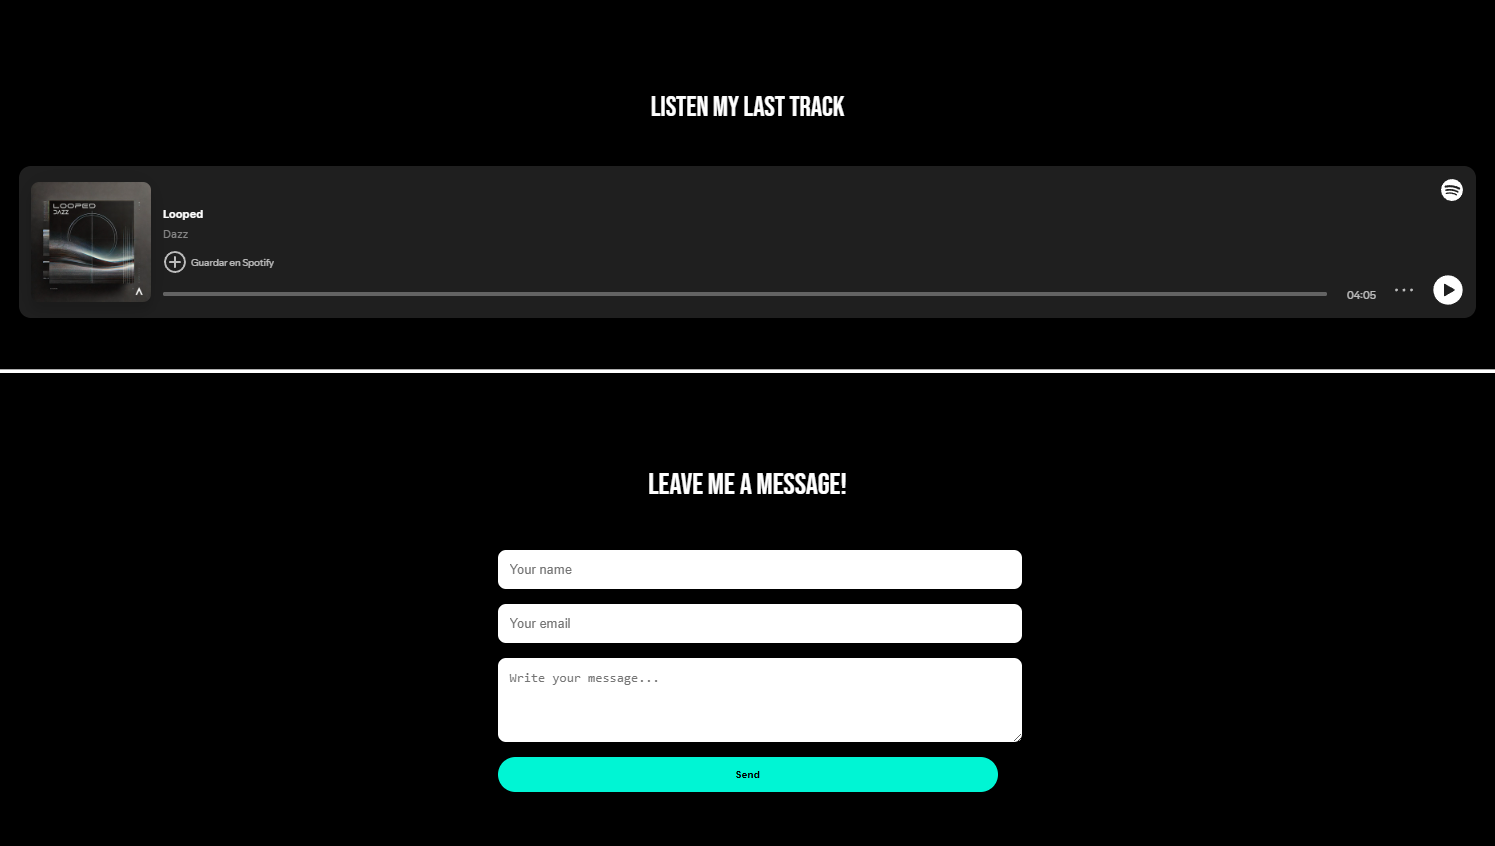 LISTEN MY LAST TRACK
LOOPED
DAZZ
Looped
Dazz
Guardar en Spotify
04:05
LEAVE ME A MESSAGE!
Your name
Your email
Write your message...
Send